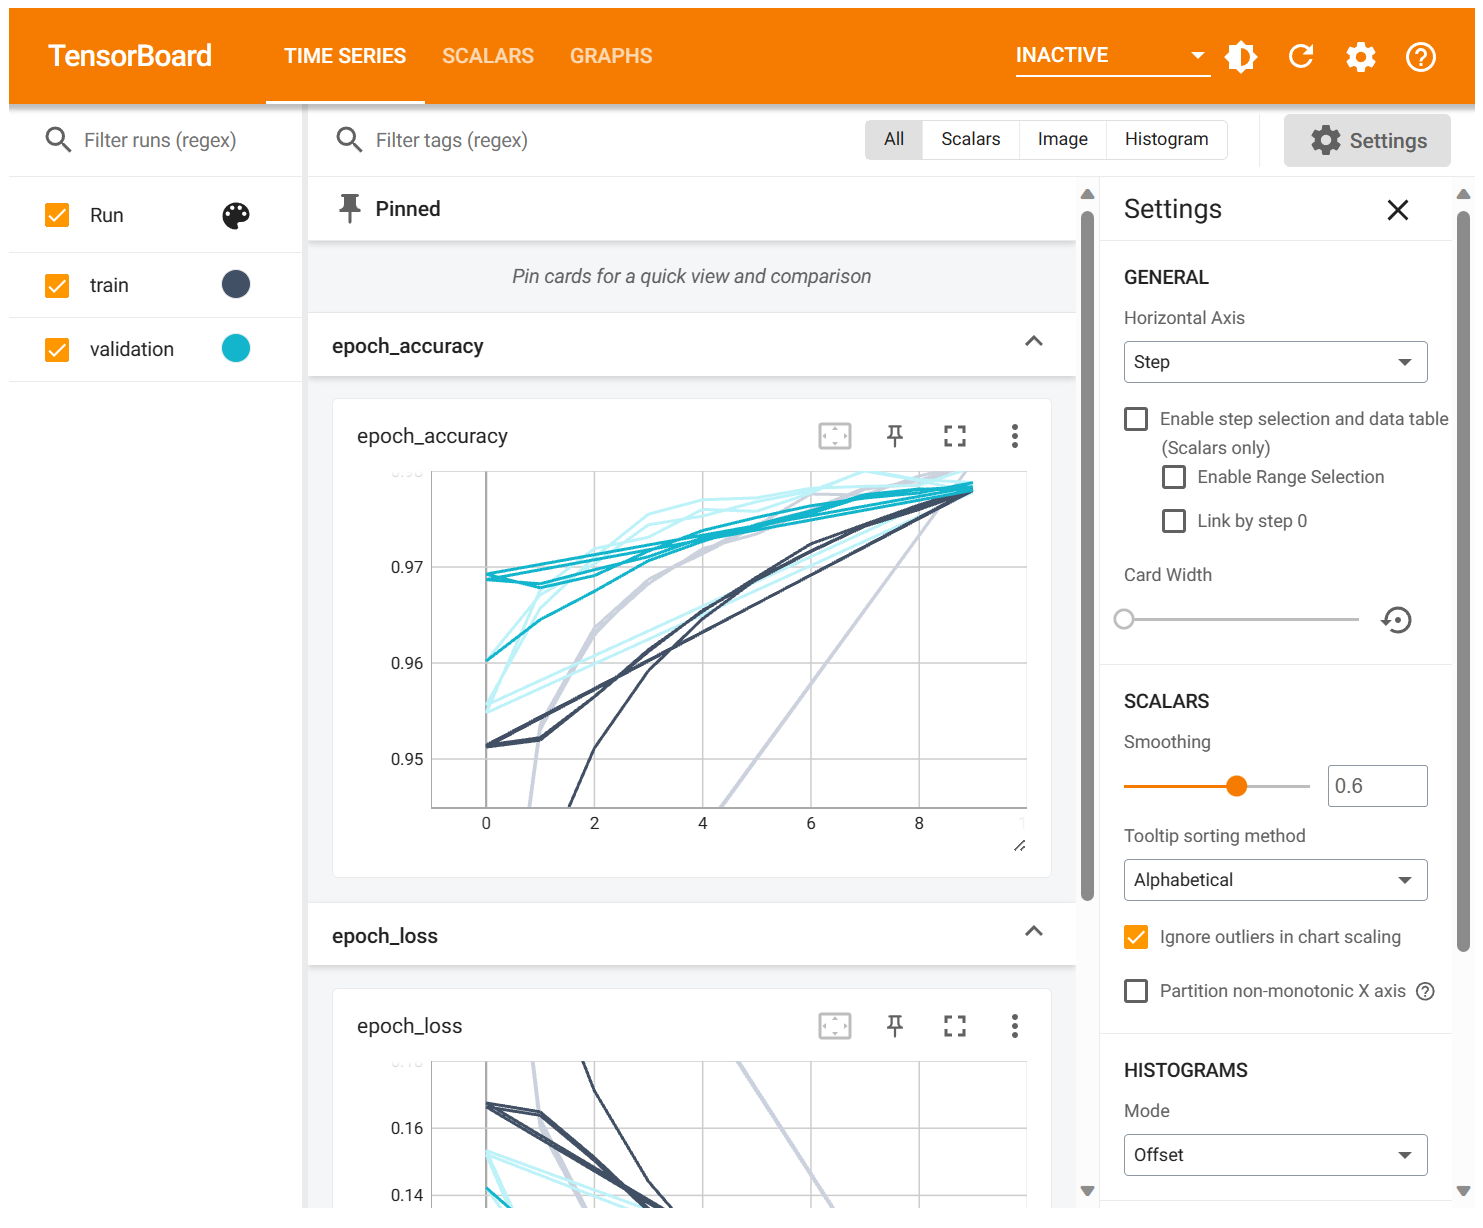 TensorBoard TIME SERIES SCALARS GRAPHS INACTIVE
Filter runs (regex)
Filter tags (regex)
All Scalars Image Histogram
Settings
Run
train
validation
Pinned
Pin cards for a quick view and comparison
epoch_accuracy
epoch_accuracy
0.97
0.96
0.95
0 2 4 6 8
epoch_loss
epoch_loss
0.16
0.14
Settings
GENERAL
Horizontal Axis
Step
Enable step selection and data table
(Scalars only)
Enable Range Selection
Link by step 0
Card Width
SCALARS
Smoothing
0.6
Tooltip sorting method
Alphabetical
Ignore outliers in chart scaling
Partition non-monotonic X axis
HISTOGRAMS
Mode
Offset